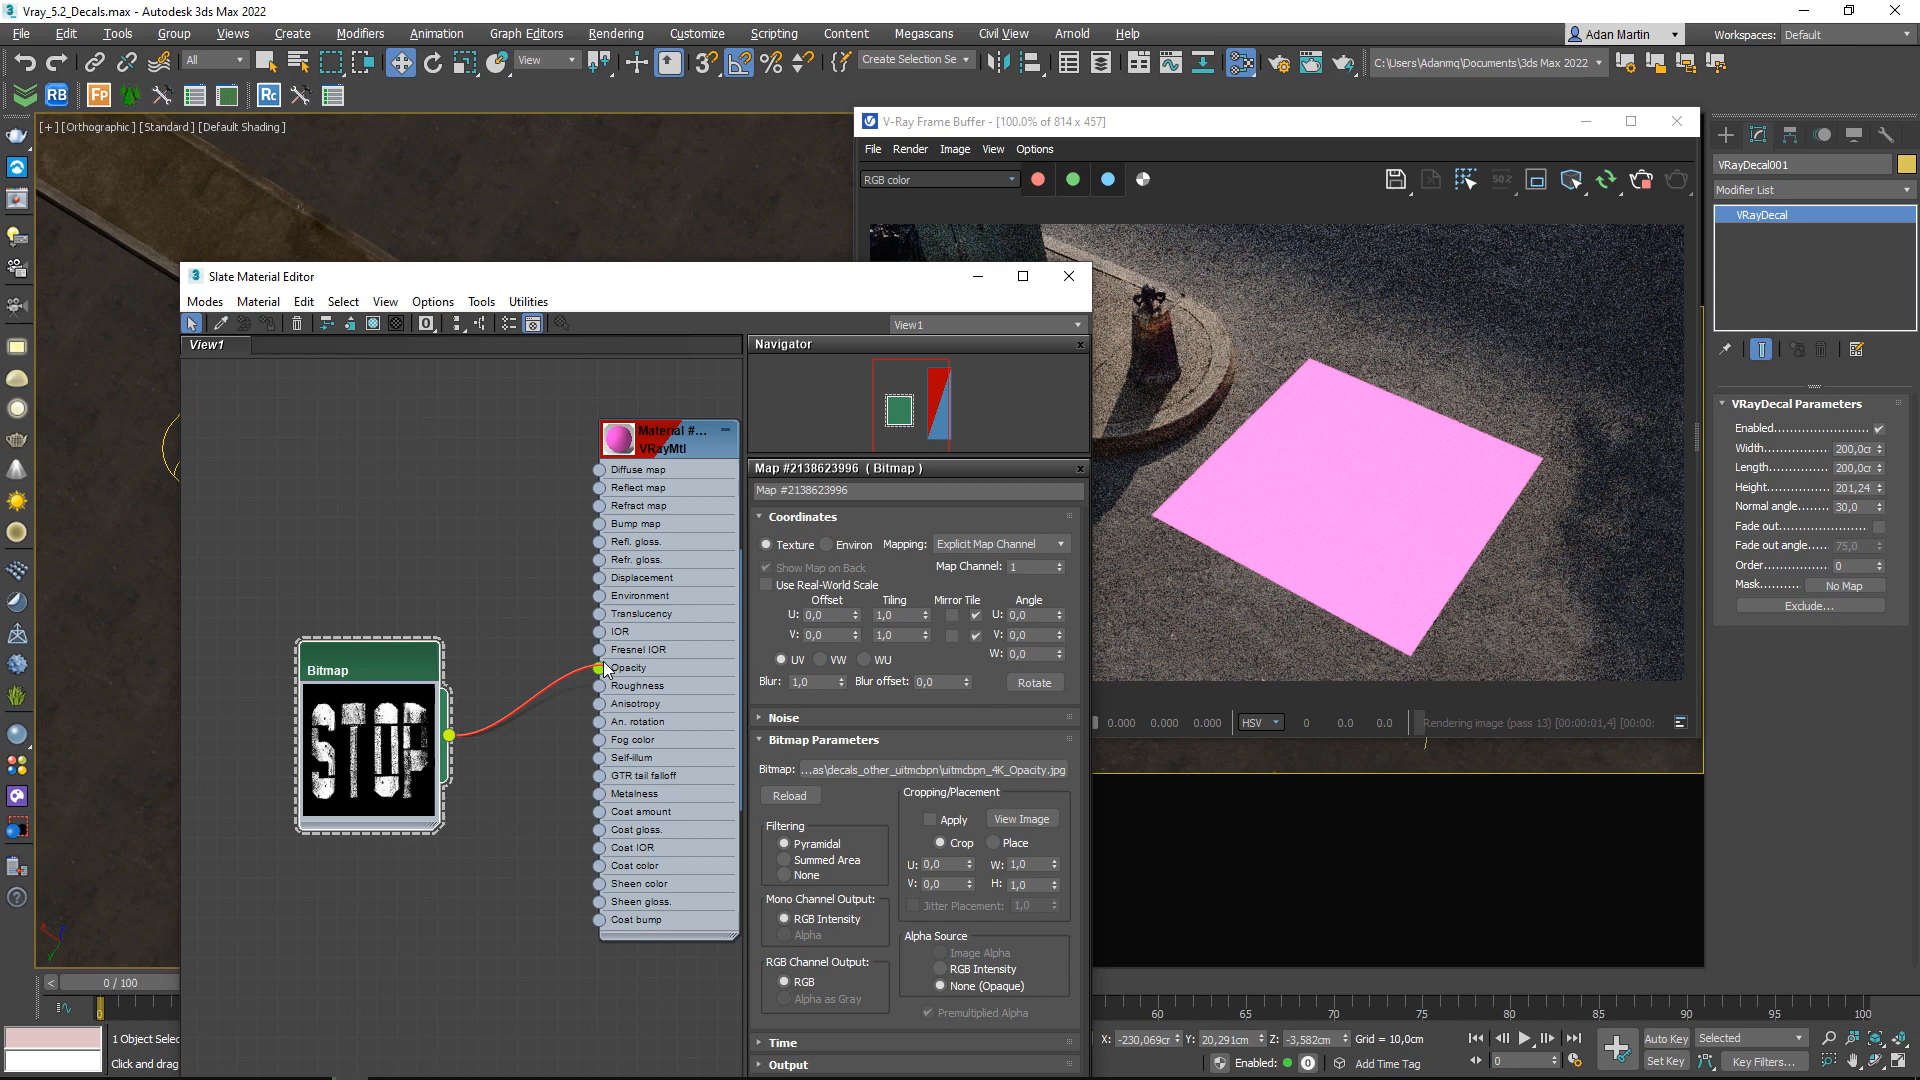 Vray_5.2_Decals.max - Autodesk 3ds Max 2022
File Edit Tools Group Views Create Modifiers Animation Graph Editors Rendering Customize Scripting Content Civil View Megascans Arnold Help
Adan Martin
Workspaces: Default
All
View
Create Selection Se
C:\Users\Adanmq\Documents\3ds Max 2022
RB Fp Rc
[+] [Orthographic] [Standard] [Default Shading]
V-Ray Frame Buffer - [100.0% of 814 x 457]
File Render Image View Options
RGB color
50%
VRayDecal001
Modifier List
VRayDecal
Slate Material Editor
Modes Material Edit Select View Options Tools Utilities
View1
View1
Navigator
Material #...
VRayMtl
Diffuse map
Reflect map
Refract map
Bump map
Refl. gloss.
Refr. gloss.
Displacement
Environment
Translucency
IOR
Fresnel IOR
Opacity
Roughness
Anisotropy
An. rotation
Fog color
Self-illum
GTR tail falloff
Metalness
Coat amount
Coat gloss.
Coat IOR
Coat color
Sheen color
Sheen gloss.
Coat bump
Bitmap
STOP
Map #2138623996 ( Bitmap )
Map #2138623996
Coordinates
Texture Environ Mapping: Explicit Map Channel
Show Map on Back Map Channel: 1
Use Real-World Scale
Offset Tiling Mirror Tile Angle
U: 0,0 1,0 U: 0,0
V: 0,0 1,0 V: 0,0
W: 0,0
UV VW WU
Blur: 1,0 Blur offset: 0,0 Rotate
Noise
Bitmap Parameters
Bitmap: ...as\decals_other_uitmcbpn\uitmcbpn_4K_Opacity.jpg
Reload
Cropping/Placement
Apply View Image
Crop Place
U: 0,0 W: 1,0
V: 0,0 H: 1,0
Jitter Placement: 1,0
Filtering
Pyramidal
Summed Area
None
Mono Channel Output:
RGB Intensity
Alpha
RGB Channel Output:
RGB
Alpha as Gray
Alpha Source
Image Alpha
RGB Intensity
None (Opaque)
Premultiplied Alpha
Time
Output
0.000 0.000 0.000 HSV 0 0.0 0.0 Rendering image (pass 13) [00:00:01,4] [00:00:
VRayDecal Parameters
Enabled
Width 200,0cr
Length 200,0cr
Height 201,24
Normal angle 30,0
Fade out
Fade out angle 75,0
Order 0
Mask No Map
Exclude...
0 / 100
0
60 65 70 75 80 85 90 95 100
1 Object Selec
Click and drag
X: -230,069cr Y: 20,291cm Z: -3,582cm Grid = 10,0cm
Enabled: 0 Add Time Tag
0
Auto Key Selected
Set Key Key Filters...